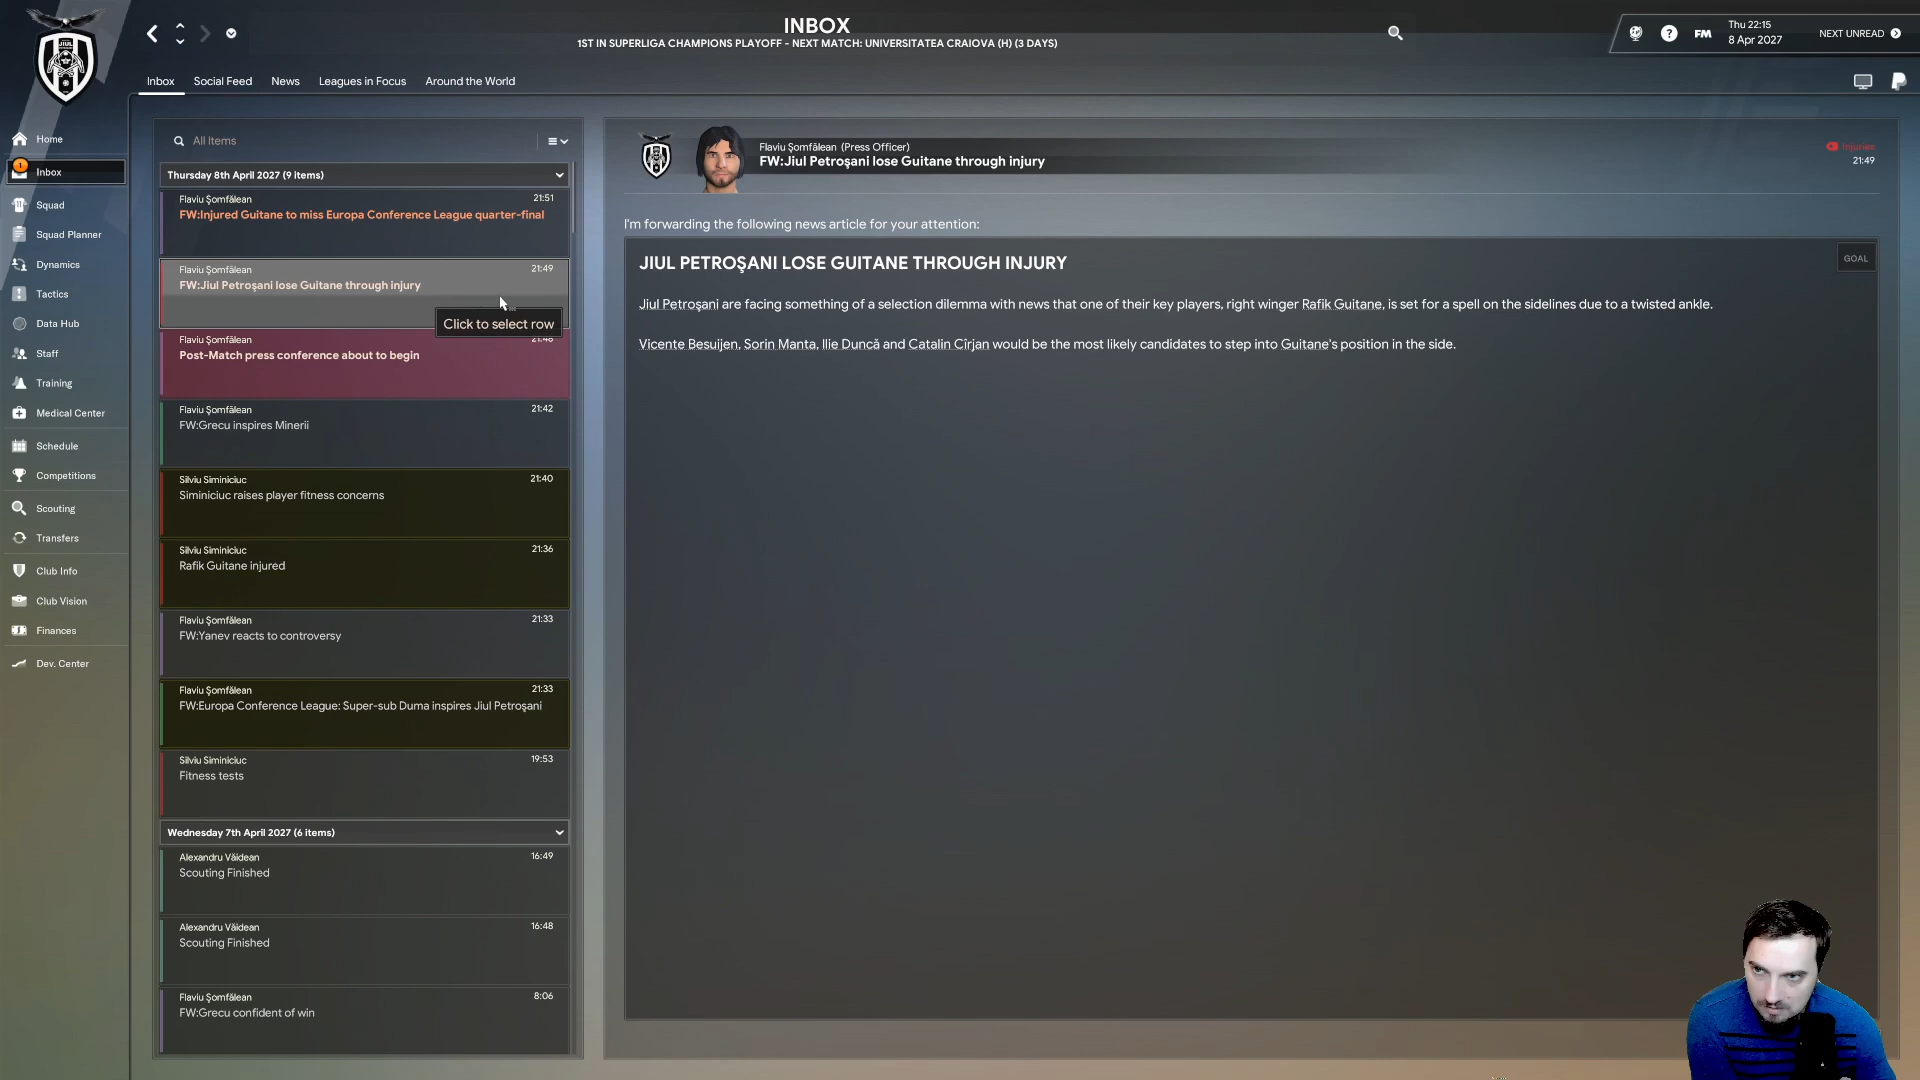 INBOX
1ST IN SUPERLIGA CHAMPIONS PLAYOFF - NEXT MATCH: UNIVERSITATEA CRAIOVA (H) (3 DAYS)
FM
Thu 22:15
8 Apr 2027
NEXT UNREAD
Inbox
Social Feed
News
Leagues in Focus
Around the World
Home
1
Inbox
Squad
Squad Planner
Dynamics
Tactics
Data Hub
Staff
Training
Medical Center
Schedule
Competitions
Scouting
Transfers
Club Info
Club Vision
Finances
Dev. Center
All Items
Thursday 8th April 2027 (9 items)
Flaviu Șomfălean 21:51
FW:Injured Guitane to miss Europa Conference League quarter-final
Flaviu Șomfălean 21:49
FW:Jiul Petroşani lose Guitane through injury
Click to select row
Flaviu Șomfălean
Post-Match press conference about to begin
Flaviu Șomfălean 21:42
FW:Grecu inspires Minerii
Silviu Siminiciuc 21:40
Siminiciuc raises player fitness concerns
Silviu Siminiciuc 21:36
Rafik Guitane injured
Flaviu Șomfălean 21:33
FW:Yanev reacts to controversy
Flaviu Șomfălean 21:33
FW:Europa Conference League: Super-sub Duma inspires Jiul Petroşani
Silviu Siminiciuc 19:53
Fitness tests
Wednesday 7th April 2027 (6 items)
Alexandru Văidean 16:49
Scouting Finished
Alexandru Văidean 16:48
Scouting Finished
Flaviu Șomfălean 8:06
FW:Grecu confident of win
Flaviu Șomfălean (Press Officer)
FW:Jiul Petroşani lose Guitane through injury
Injuries
21:49
I'm forwarding the following news article for your attention:
JIUL PETROŞANI LOSE GUITANE THROUGH INJURY
GOAL
Jiul Petroşani are facing something of a selection dilemma with news that one of their key players, right winger Rafik Guitane, is set for a spell on the sidelines due to a twisted ankle.
Vicente Besuijen, Sorin Manta, Ilie Duncă and Catalin Cîrjan would be the most likely candidates to step into Guitane's position in the side.